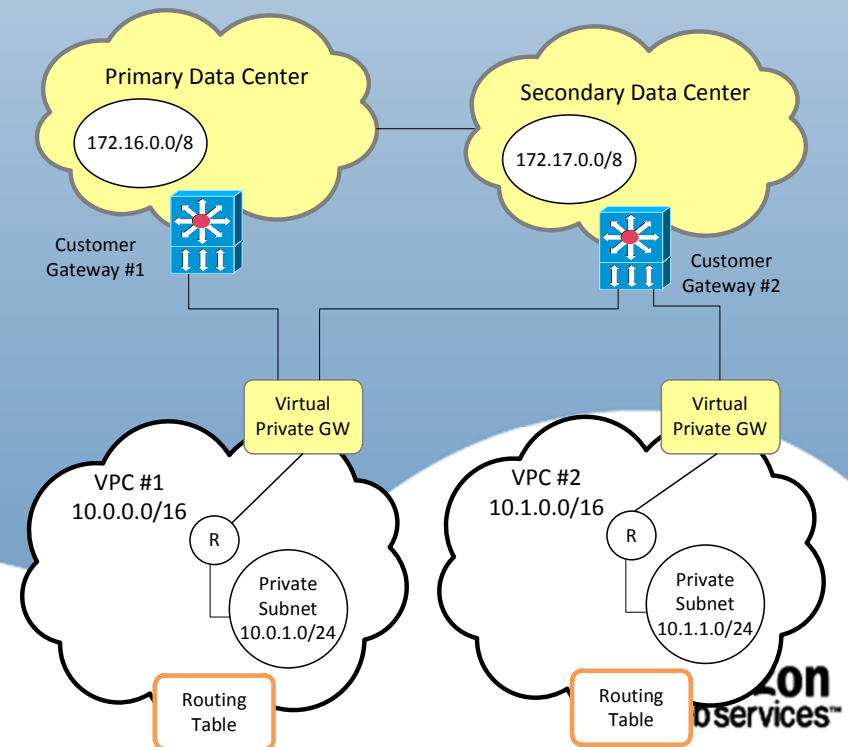 Primary Data Center
172.16.0.0/8
Customer
Gateway #1
Secondary Data Center
172.17.0.0/8
Customer
Gateway #2
Virtual
Private GW
VPC #1
10.0.0.0/16
R
Private
Subnet
10.0.1.0/24
Routing
Table
Virtual
Private GW
VPC #2
10.1.0.0/16
R
Private
Subnet
10.1.1.0/24
Routing
Table
services™